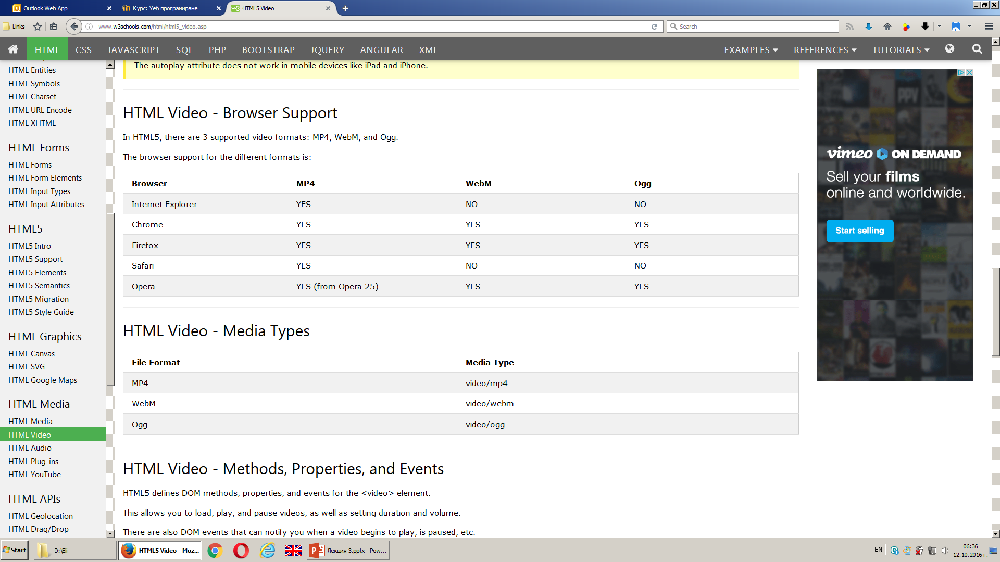 Outlook Web App
Курс: Уеб програмиране
HTML5 Video
Links
www.w3schools.com/html/html5_video.asp
Search
HTML CSS JAVASCRIPT SQL PHP BOOTSTRAP JQUERY ANGULAR XML EXAMPLES REFERENCES TUTORIALS
HTML Entities
HTML Symbols
HTML Charset
HTML URL Encode
HTML XHTML
HTML Forms
HTML Forms
HTML Form Elements
HTML Input Types
HTML Input Attributes
HTML5
HTML5 Intro
HTML5 Support
HTML5 Elements
HTML5 Semantics
HTML5 Migration
HTML5 Style Guide
HTML Graphics
HTML Canvas
HTML SVG
HTML Google Maps
HTML Media
HTML Media
HTML Video
HTML Audio
HTML Plug-ins
HTML YouTube
HTML APIs
HTML Geolocation
HTML Drag/Drop
The autoplay attribute does not work in mobile devices like iPad and iPhone.
HTML Video - Browser Support
In HTML5, there are 3 supported video formats: MP4, WebM, and Ogg.
The browser support for the different formats is:
Browser MP4 WebM Ogg
Internet Explorer YES NO NO
Chrome YES YES YES
Firefox YES YES YES
Safari YES NO NO
Opera YES (from Opera 25) YES YES
HTML Video - Media Types
File Format Media Type
MP4 video/mp4
WebM video/webm
Ogg video/ogg
HTML Video - Methods, Properties, and Events
HTML5 defines DOM methods, properties, and events for the <video> element.
This allows you to load, play, and pause videos, as well as setting duration and volume.
There are also DOM events that can notify you when a video begins to play, is paused, etc.
PPV
vimeo ON DEMAND
Sell your films
online and worldwide.
Start selling
Start
D:\Eli
HTML5 Video - Moz...
Лекция 3.pptx - Pow...
EN
06:36
12.10.2016 г.